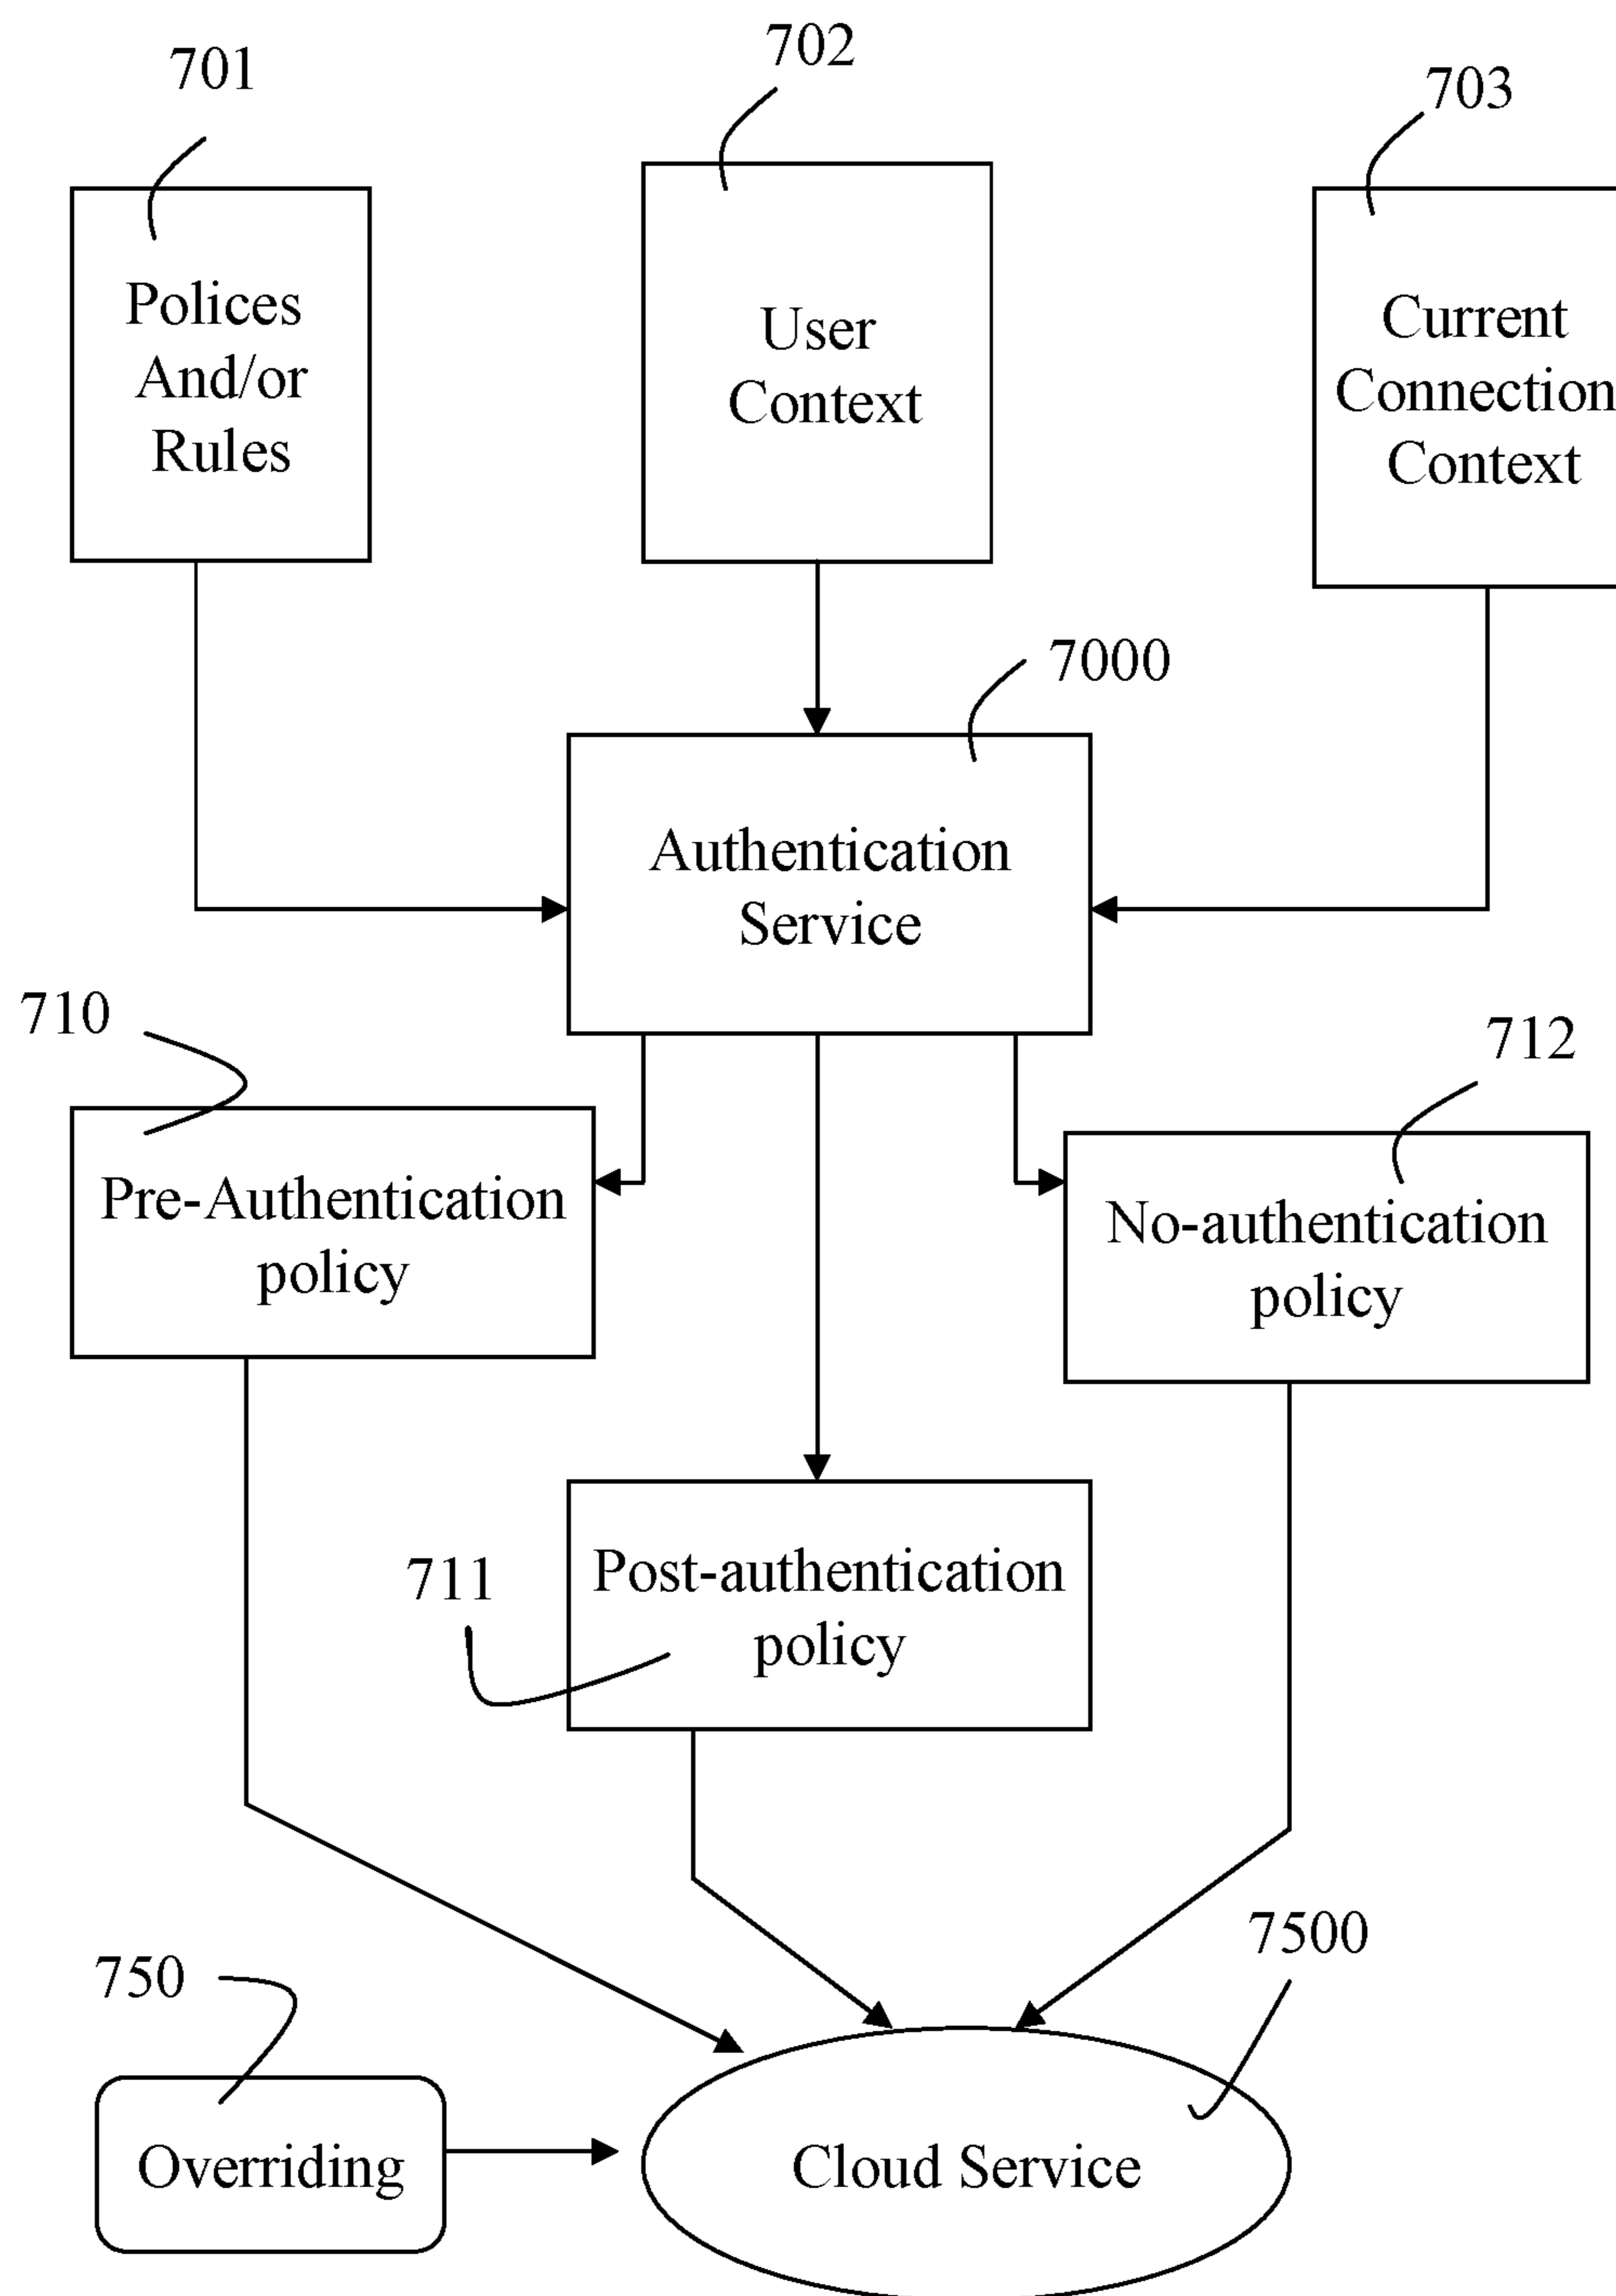 701
702
703
Polices
And/or
Rules
User
Context
Current
Connection
Context
7000
Authentication
Service
710
712
Pre-Authentication
policy
No-authentication
policy
711
Post-authentication
policy
750
7500
Overriding
Cloud Service